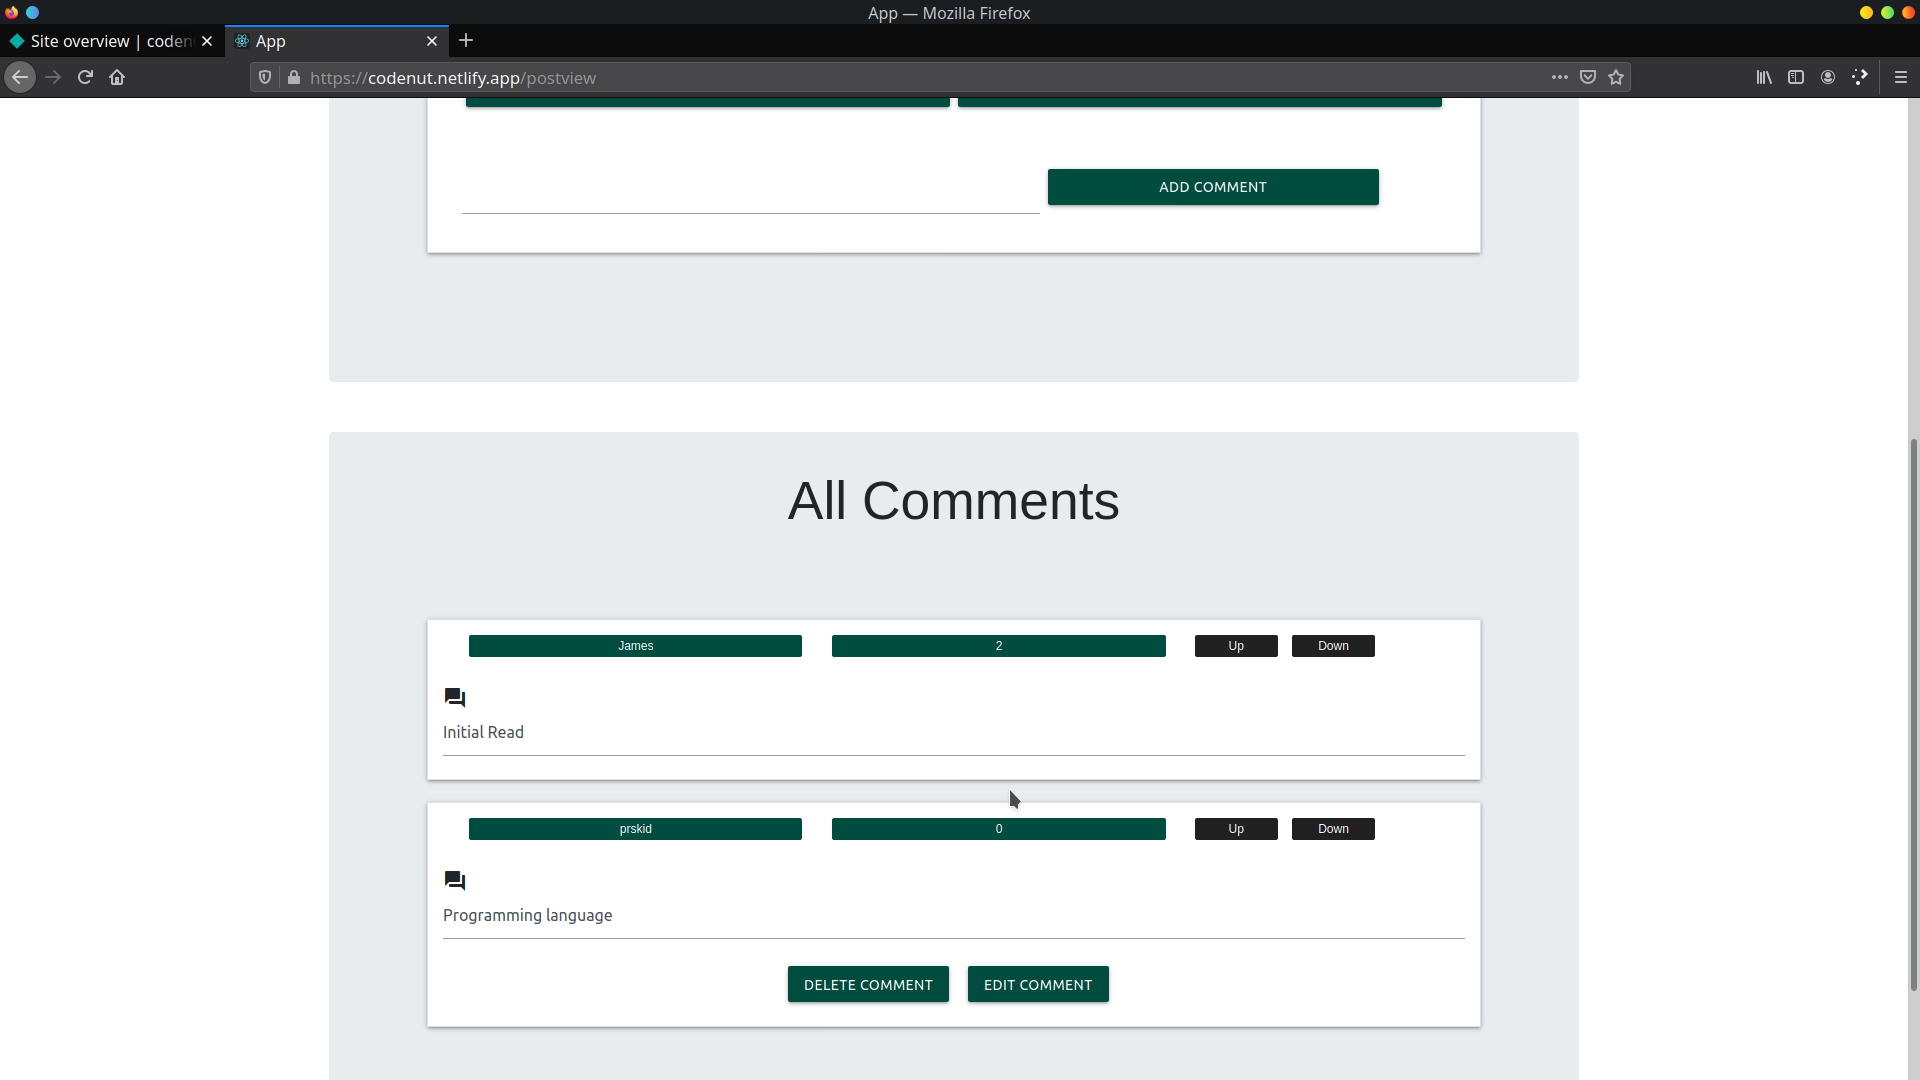 App — Mozilla Firefox
Site overview | coden
App
https://codenut.netlify.app/postview
ADD COMMENT
All Comments
James 2 Up Down
Initial Read
prskid 0 Up Down
Programming language
DELETE COMMENT EDIT COMMENT